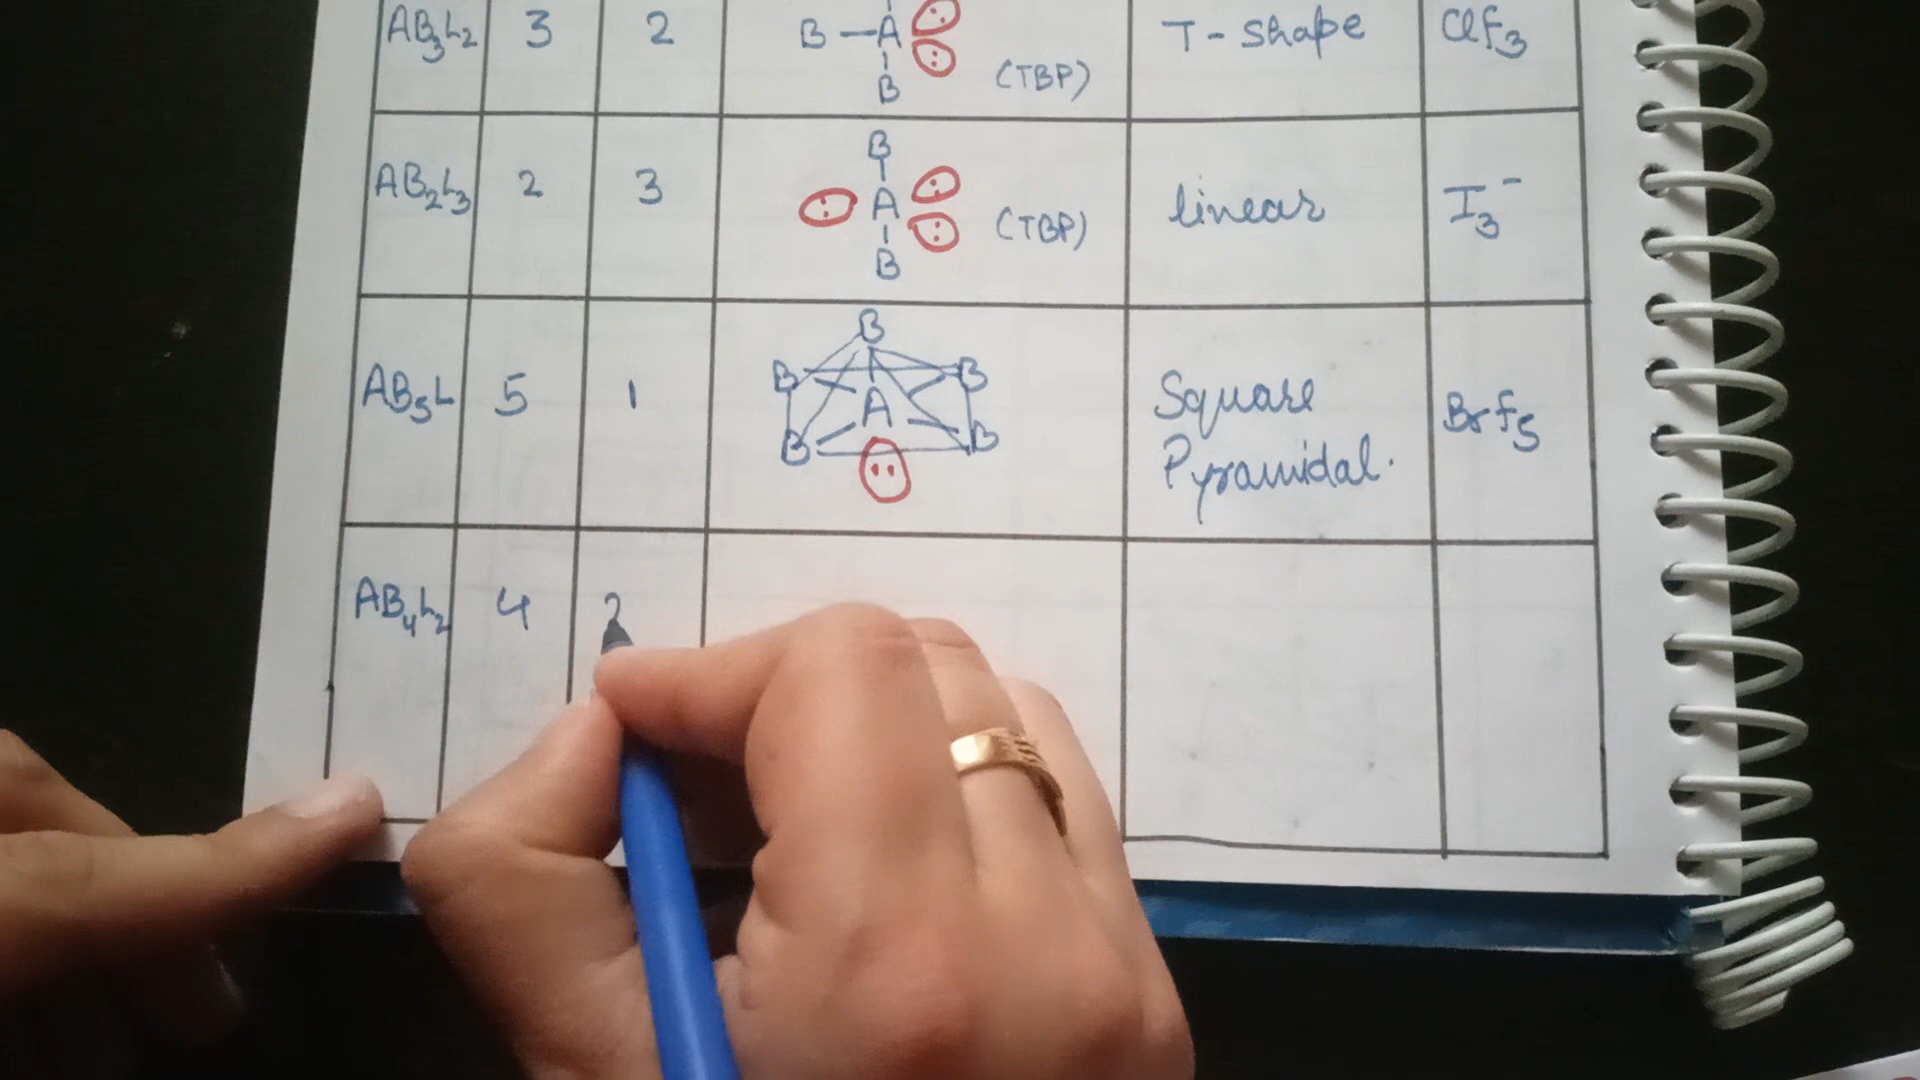 AB₃L₂ 3 2 B—A B (TBP) T-shape ClF₃
AB₂L₃ 2 3 B A B (TBP) linear I₃⁻
AB₅L 5 1 B B B A B B Square Pyramidal. BrF₅
AB₄L₂ 4 2